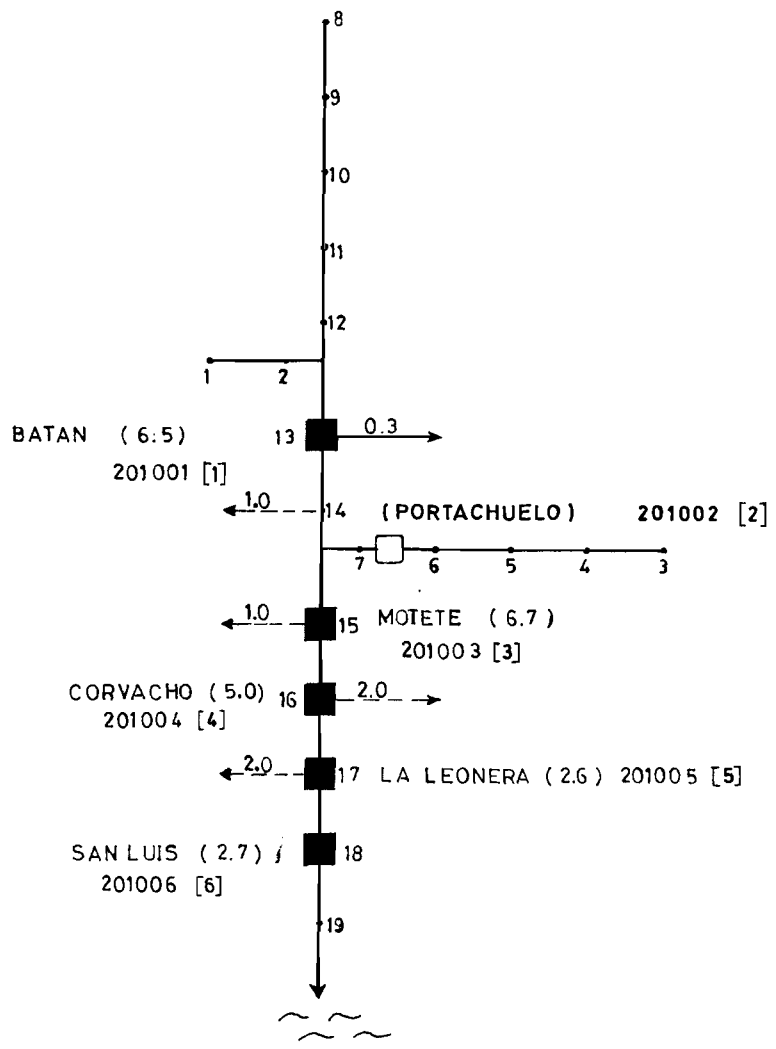 8
9
10
11
12
1 2
BATAN (6.5) 13 0.3
201001 [1]
1.0 14 (PORTACHUELO) 201002 [2]
7 6 5 4 3
1.0 15 MOTETE (6.7)
201003 [3]
CORVACHO (5.0) 16 2.0
201004 [4]
2.0 17 LA LEONERA (2.6) 201005 [5]
SAN LUIS (2.7) 18
201006 [6]
19